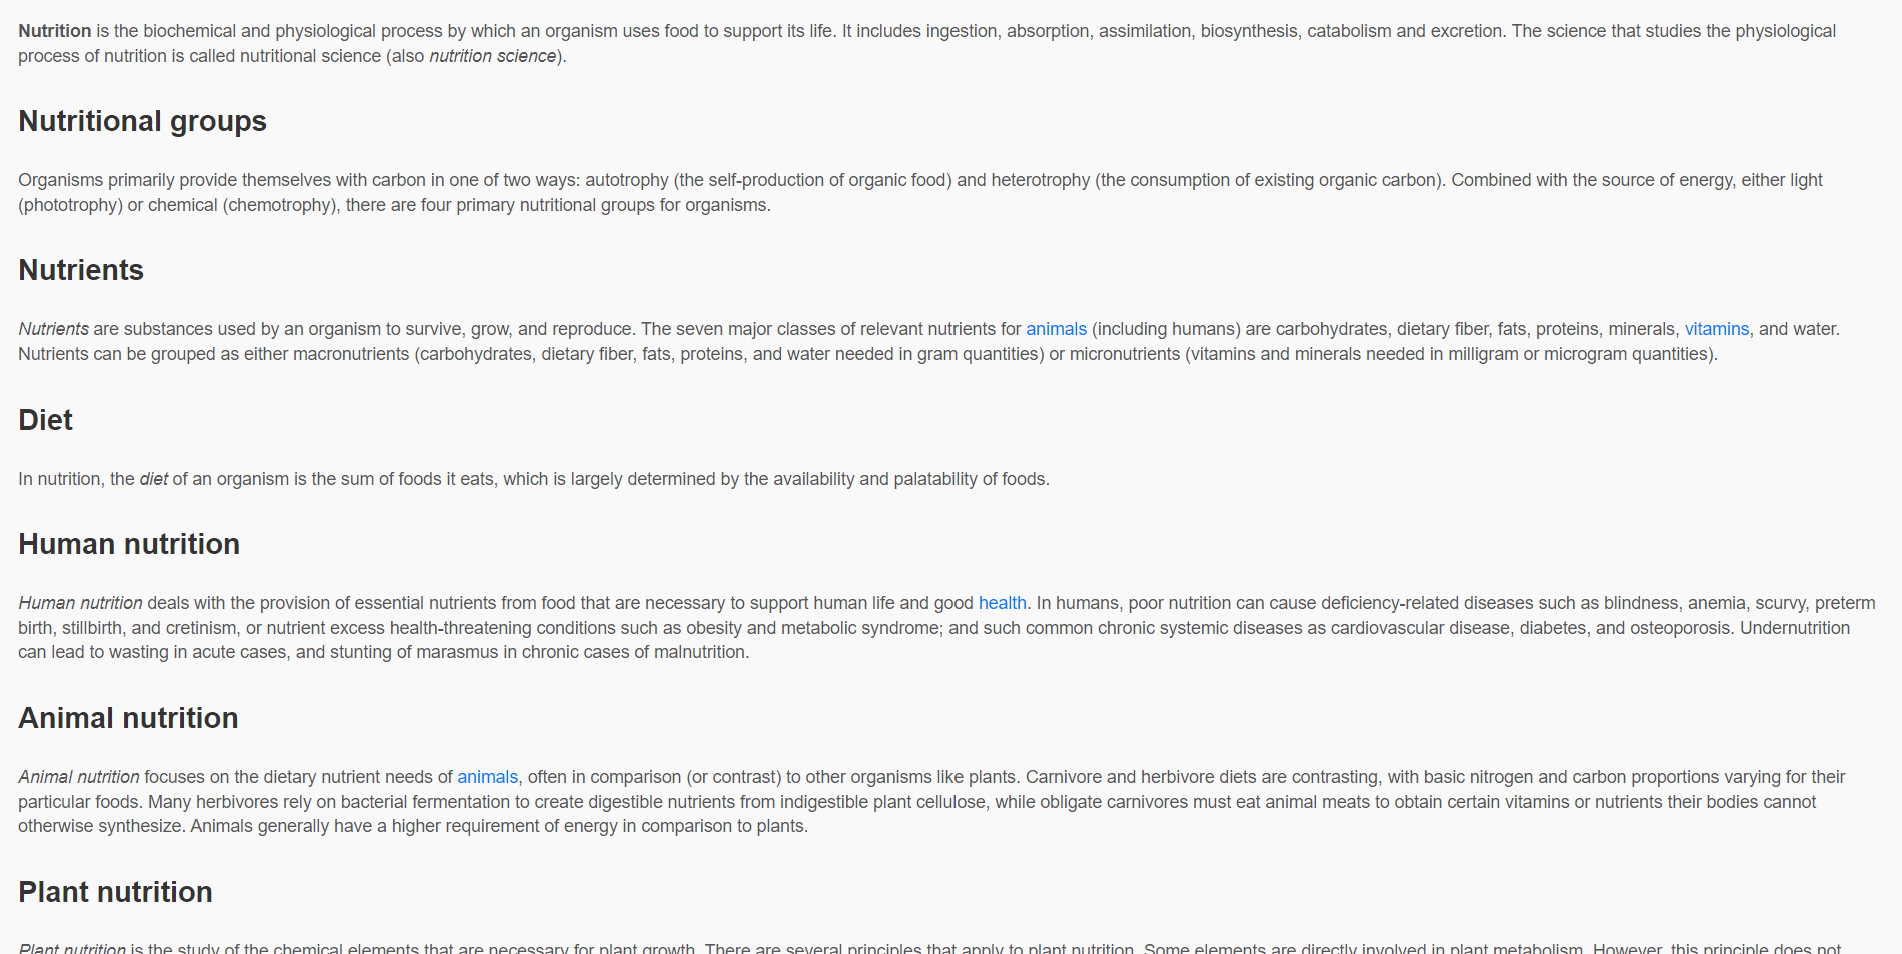 Nutrition is the biochemical and physiological process by which an organism uses food to support its life. It includes ingestion, absorption, assimilation, biosynthesis, catabolism and excretion. The science that studies the physiological
process of nutrition is called nutritional science (also nutrition science).
Nutritional groups
Organisms primarily provide themselves with carbon in one of two ways: autotrophy (the self-production of organic food) and heterotrophy (the consumption of existing organic carbon). Combined with the source of energy, either light
(phototrophy) or chemical (chemotrophy), there are four primary nutritional groups for organisms.
Nutrients
Nutrients are substances used by an organism to survive, grow, and reproduce. The seven major classes of relevant nutrients for animals (including humans) are carbohydrates, dietary fiber, fats, proteins, minerals, vitamins, and water.
Nutrients can be grouped as either macronutrients (carbohydrates, dietary fiber, fats, proteins, and water needed in gram quantities) or micronutrients (vitamins and minerals needed in milligram or microgram quantities).
Diet
In nutrition, the diet of an organism is the sum of foods it eats, which is largely determined by the availability and palatability of foods.
Human nutrition
Human nutrition deals with the provision of essential nutrients from food that are necessary to support human life and good health. In humans, poor nutrition can cause deficiency-related diseases such as blindness, anemia, scurvy, preterm
birth, stillbirth, and cretinism, or nutrient excess health-threatening conditions such as obesity and metabolic syndrome; and such common chronic systemic diseases as cardiovascular disease, diabetes, and osteoporosis. Undernutrition
can lead to wasting in acute cases, and stunting of marasmus in chronic cases of malnutrition.
Animal nutrition
Animal nutrition focuses on the dietary nutrient needs of animals, often in comparison (or contrast) to other organisms like plants. Carnivore and herbivore diets are contrasting, with basic nitrogen and carbon proportions varying for their
particular foods. Many herbivores rely on bacterial fermentation to create digestible nutrients from indigestible plant cellulose, while obligate carnivores must eat animal meats to obtain certain vitamins or nutrients their bodies cannot
otherwise synthesize. Animals generally have a higher requirement of energy in comparison to plants.
Plant nutrition
Plant nutrition is the study of the chemical elements that are necessary for plant growth. There are several principles that apply to plant nutrition. Some elements are directly involved in plant metabolism. However, this principle does not